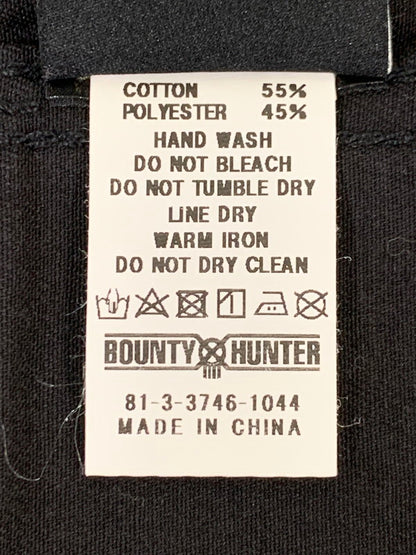 COTTON 55%
POLYESTER 45%
HAND WASH
DO NOT BLEACH
DO NOT TUMBLE DRY
LINE DRY
WARM IRON
DO NOT DRY CLEAN
BOUNTY HUNTER
81-3-3746-1044
MADE IN CHINA